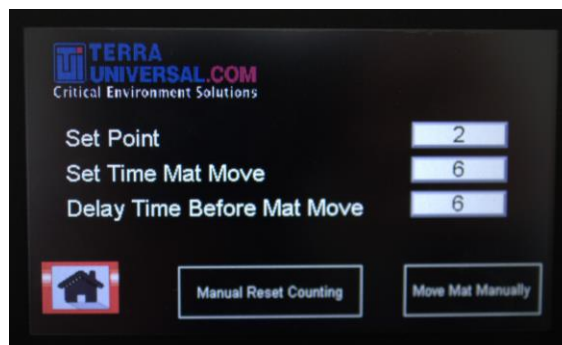 TERRA
UNIVERSAL.COM
Critical Environment Solutions
Set Point 2
Set Time Mat Move 6
Delay Time Before Mat Move 6
Manual Reset Counting Move Mat Manually